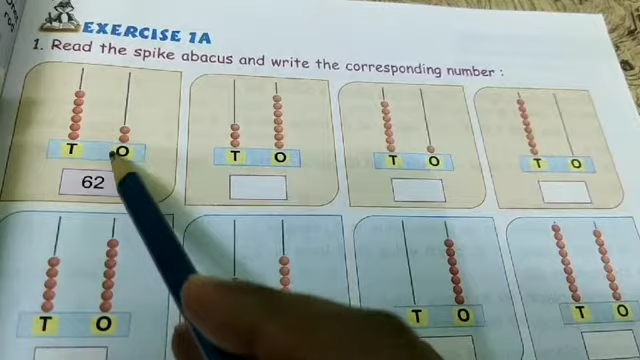 EXERCISE 1A
1. Read the spike abacus and write the corresponding number :
T O T O T O T O
62
T O T O T O